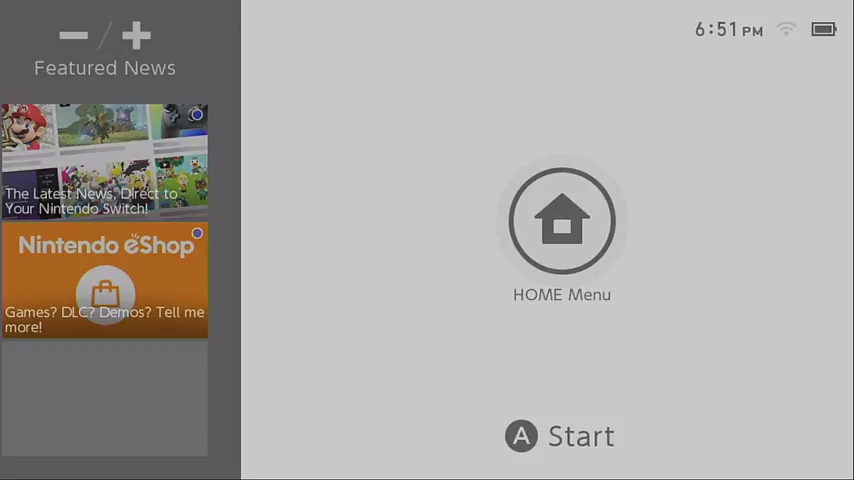 − / +
Featured News
The Latest News, Direct to
Your Nintendo Switch!
Nintendo eShop
Games? DLC? Demos? Tell me
more!
6:51 PM
HOME Menu
A Start